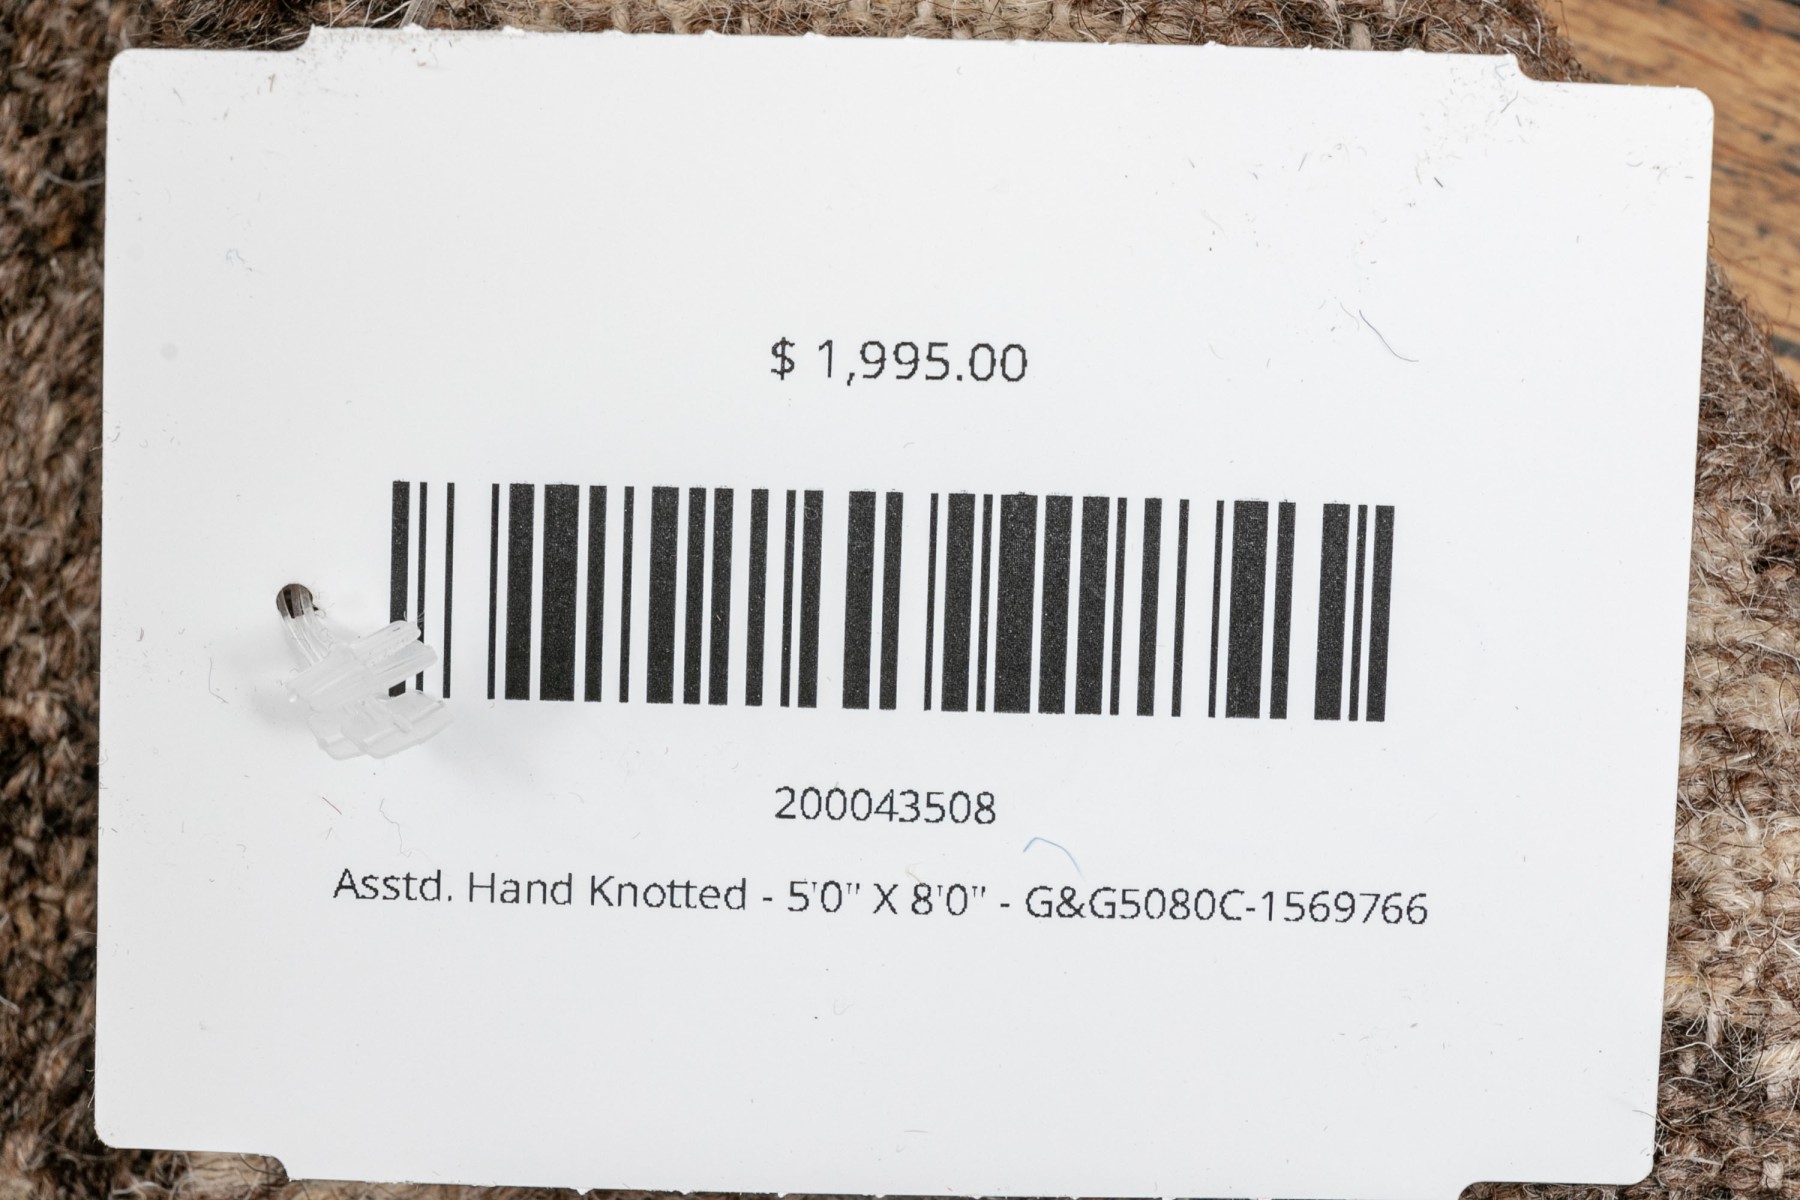 $ 1,995.00
200043508
Asstd. Hand Knotted - 5'0" X 8'0" - G&G5080C-1569766